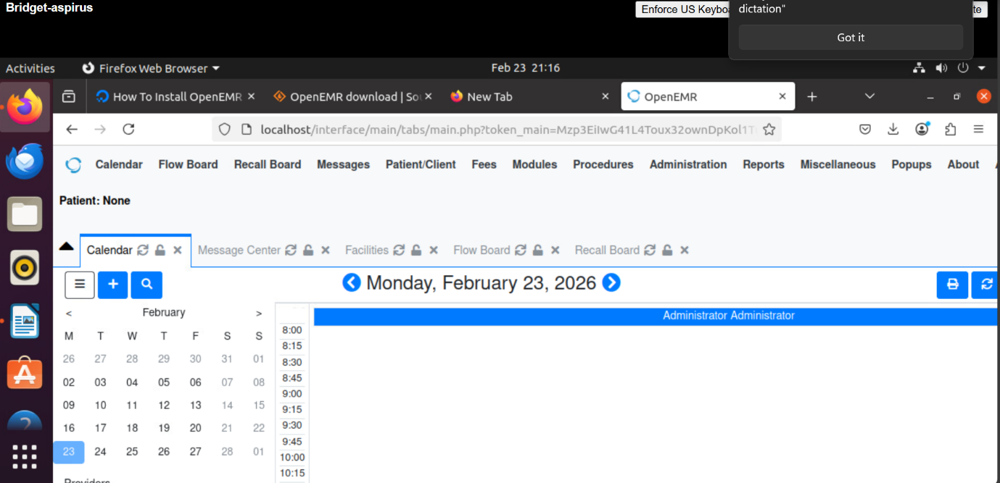 Bridget-aspirus
Enforce US Keyboa
dictation"
te
Got it
Activities
Firefox Web Browser
Feb 23 21:16
How To Install OpenEMR
OpenEMR download | Sou
New Tab
OpenEMR
localhost/interface/main/tabs/main.php?token_main=Mzp3EiIwG41L4Toux32ownDpKol1T
Calendar Flow Board Recall Board Messages Patient/Client Fees Modules Procedures Administration Reports Miscellaneous Popups About
Patient: None
Calendar Message Center Facilities Flow Board Recall Board
Monday, February 23, 2026
< February >
Administrator Administrator
M T W T F S S
26 27 28 29 30 31 01
02 03 04 05 06 07 08
09 10 11 12 13 14 15
16 17 18 19 20 21 22
23 24 25 26 27 28 01
Providers
8:00
8:15
8:30
8:45
9:00
9:15
9:30
9:45
10:00
10:15